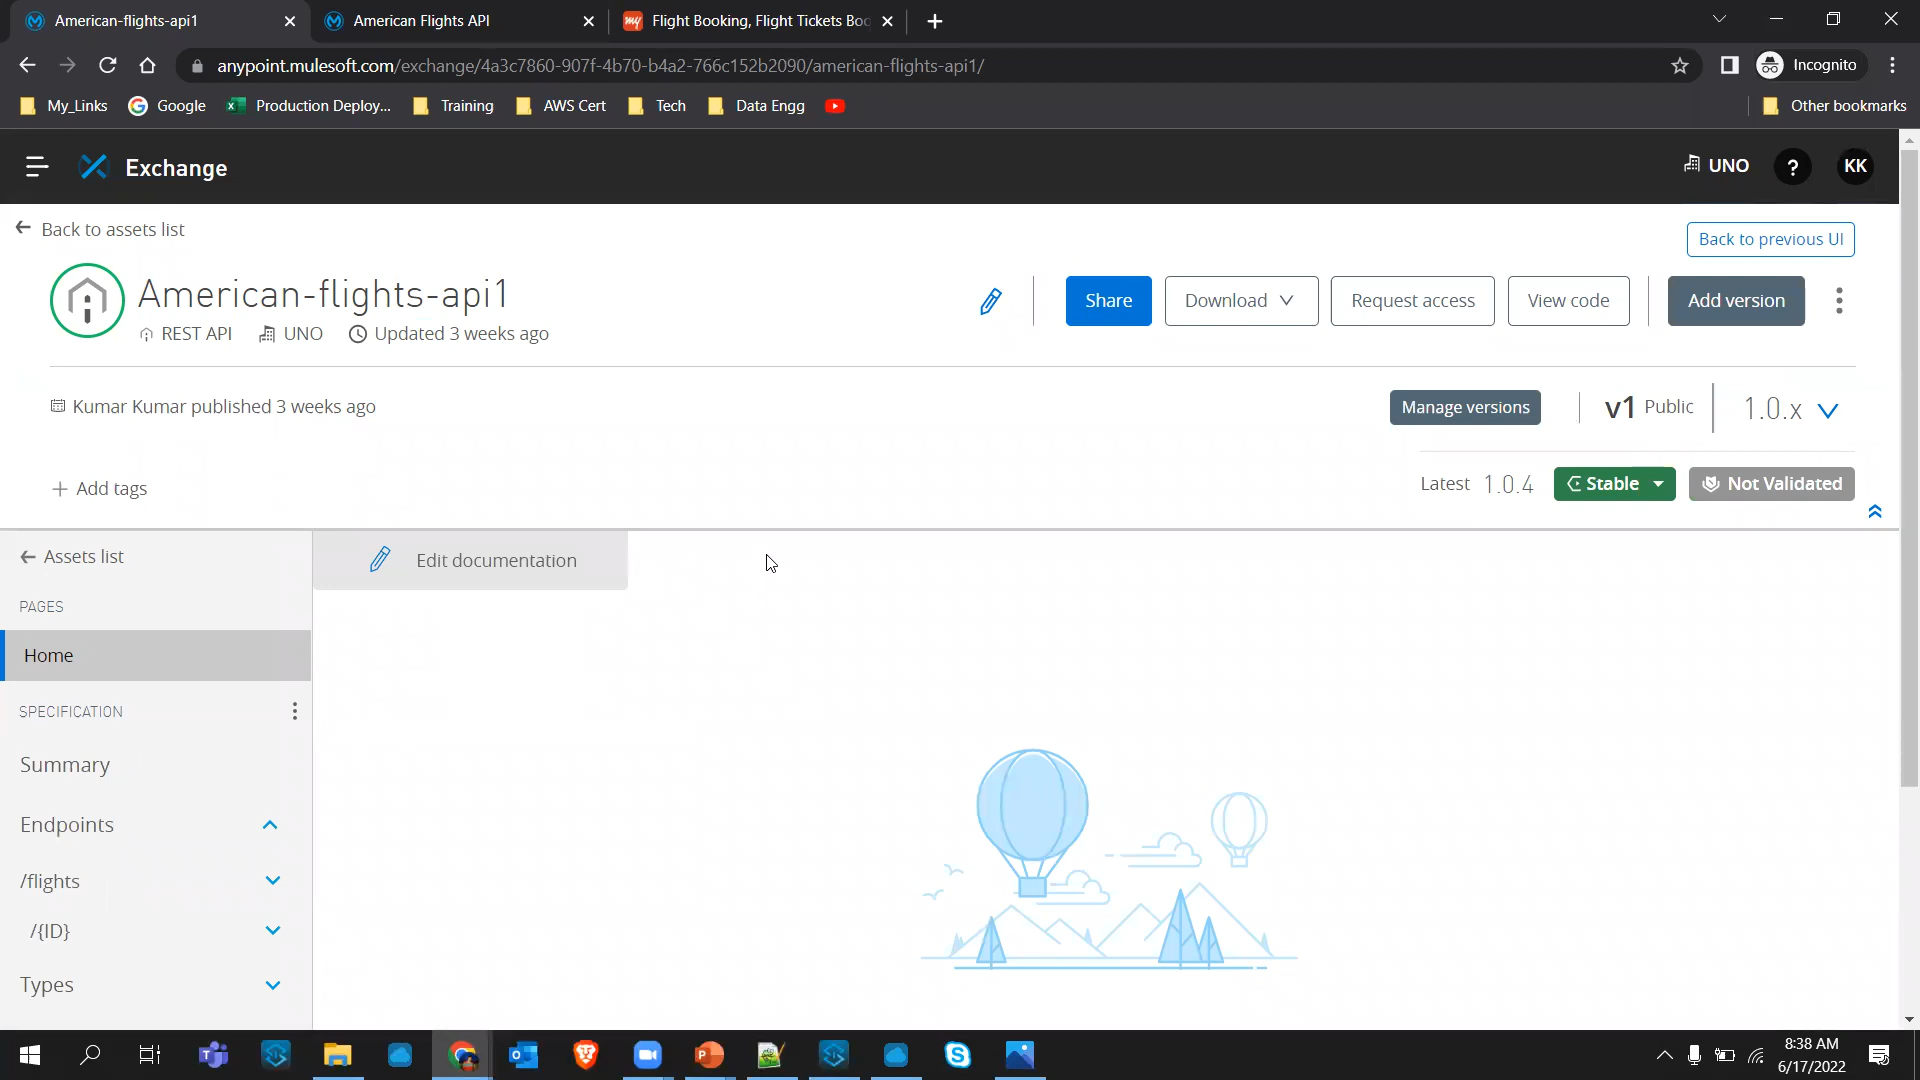 American-flights-api1
American Flights API
my
Flight Booking, Flight Tickets Boo
anypoint.mulesoft.com/exchange/4a3c7860-907f-4b70-b4a2-766c152b2090/american-flights-api1/
Incognito
My_Links
Google
Production Deploy...
Training
AWS Cert
Tech
Data Engg
Other bookmarks
Exchange
UNO
?
KK
Back to assets list
Back to previous UI
American-flights-api1
REST API
UNO
Updated 3 weeks ago
Share
Download
Request access
View code
Add version
Kumar Kumar published 3 weeks ago
Manage versions
v1 Public
1.0.x
+ Add tags
Latest 1.0.4
Stable
Not Validated
Assets list
Edit documentation
PAGES
Home
SPECIFICATION
Summary
Endpoints
/flights
/{ID}
Types
8:38 AM
6/17/2022